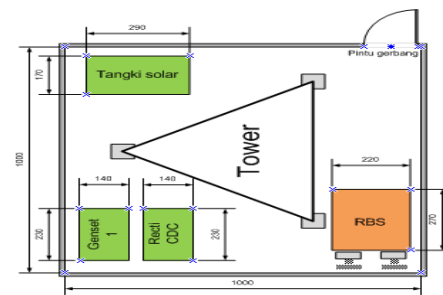 290
Pintu gerbang
170
Tangki solar
1000
Tower
140
140
220
230
Genset
1
Recti
CDC
230
RBS
270
1000